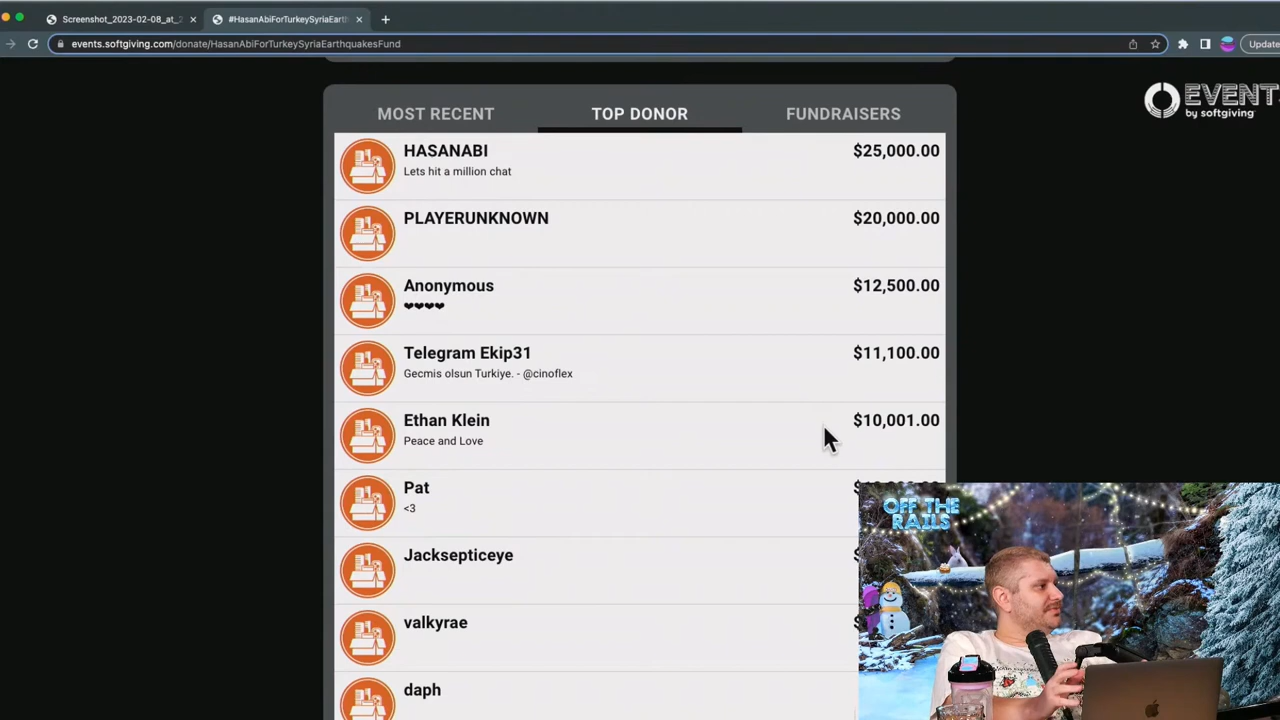 Screenshot_2023-02-08_at_2
#HasanAbiForTurkeySyriaEarth
events.softgiving.com/donate/HasanAbiForTurkeySyriaEarthquakesFund
Update
EVENT
by softgiving
MOST RECENT
TOP DONOR
FUNDRAISERS
HASANABI
$25,000.00
Lets hit a million chat
PLAYERUNKNOWN
$20,000.00
Anonymous
$12,500.00
❤❤❤❤
Telegram Ekip31
$11,100.00
Gecmis olsun Turkiye. - @cinoflex
Ethan Klein
$10,001.00
Peace and Love
Pat
<3
Jacksepticeye
valkyrae
daph
OFF THE
RAILS